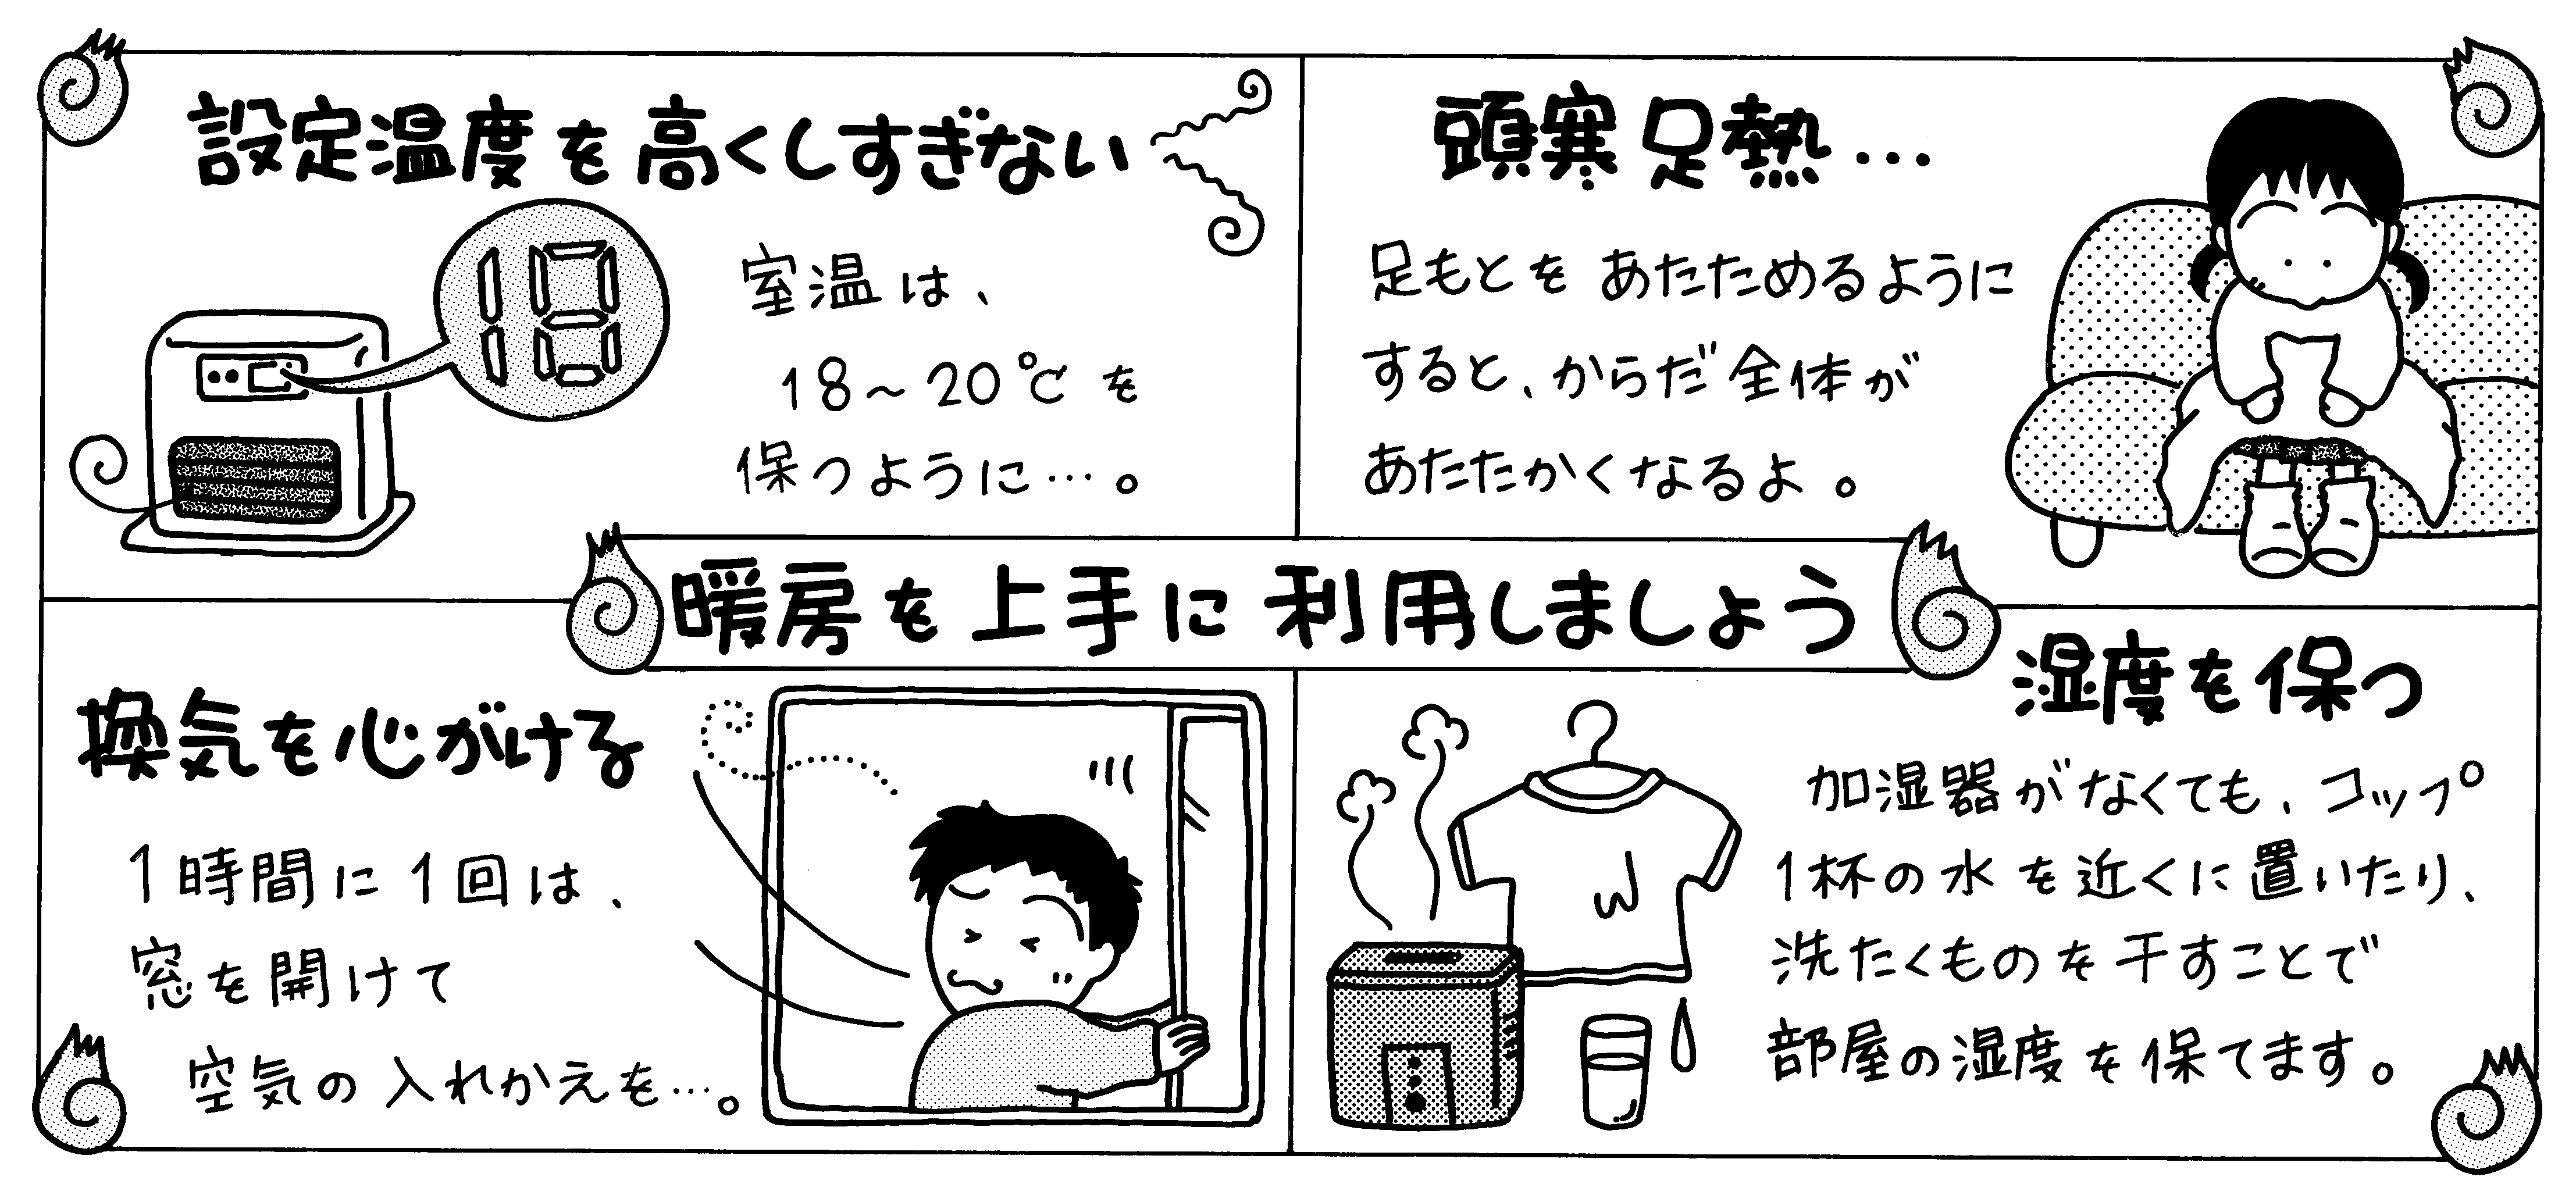 設定温度を高くしすぎない
18
室温は、
18～20℃を
保つように…。
頭寒足熱…
足もとをあたためるように
すると、からだ全体が
あたたかくなるよ。
暖房を上手に利用しましょう
換気を心がける
1時間に1回は、
窓を開けて
空気の入れかえを…。
湿度を保つ
加湿器がなくても、コップ
1杯の水を近くに置いたり、
洗たくものを干すことで
部屋の湿度を保てます。